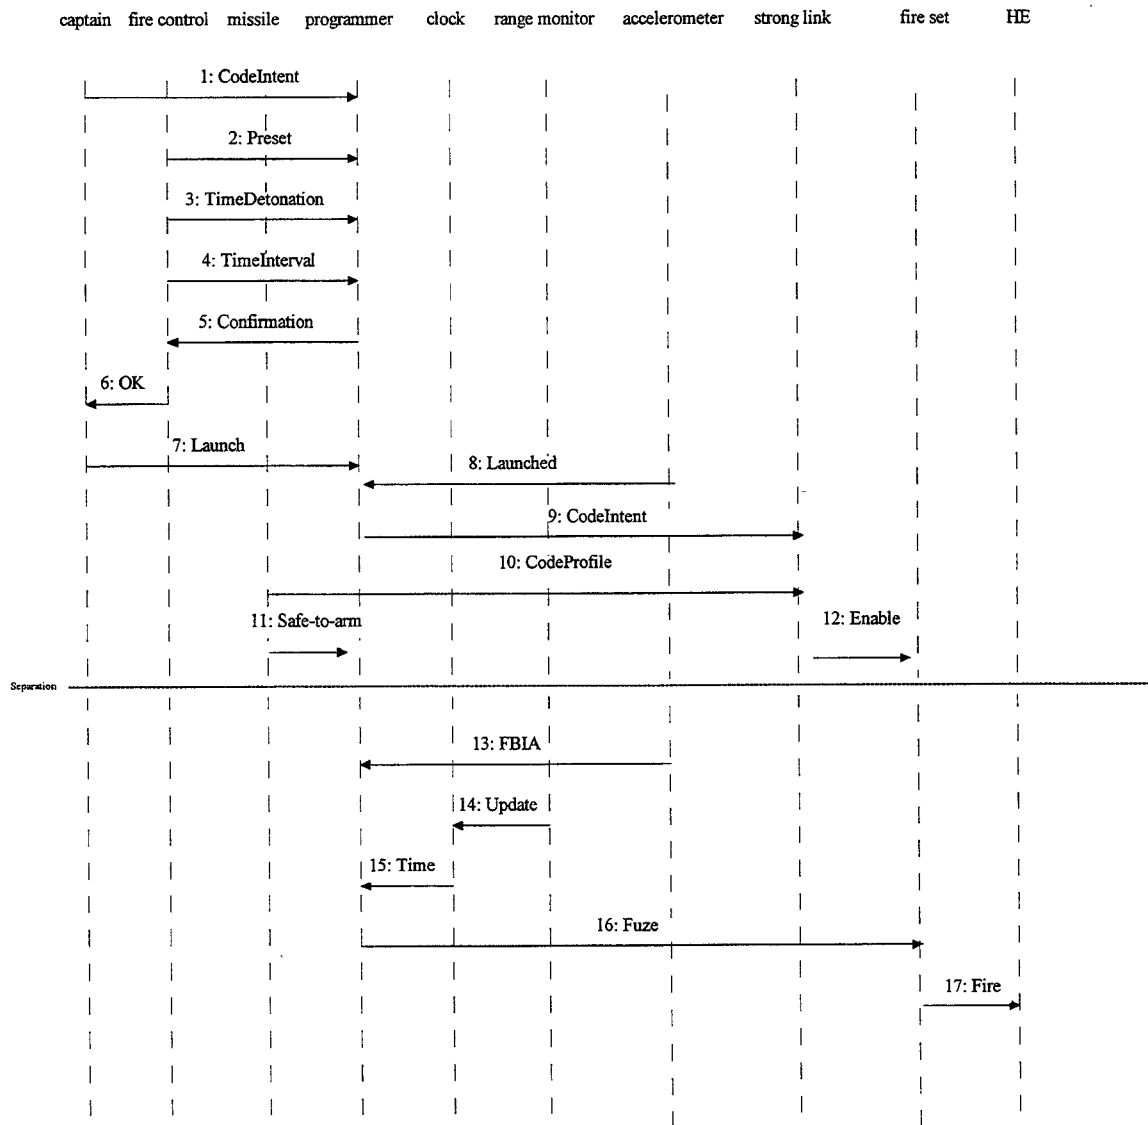 captain fire control missile programmer clock range monitor accelerometer strong link fire set HE
1: CodeIntent
2: Preset
3: TimeDetonation
4: TimeInterval
5: Confirmation
6: OK
7: Launch
8: Launched
9: CodeIntent
10: CodeProfile
11: Safe-to-arm
12: Enable
Separation
13: FBIA
14: Update
15: Time
16: Fuze
17: Fire